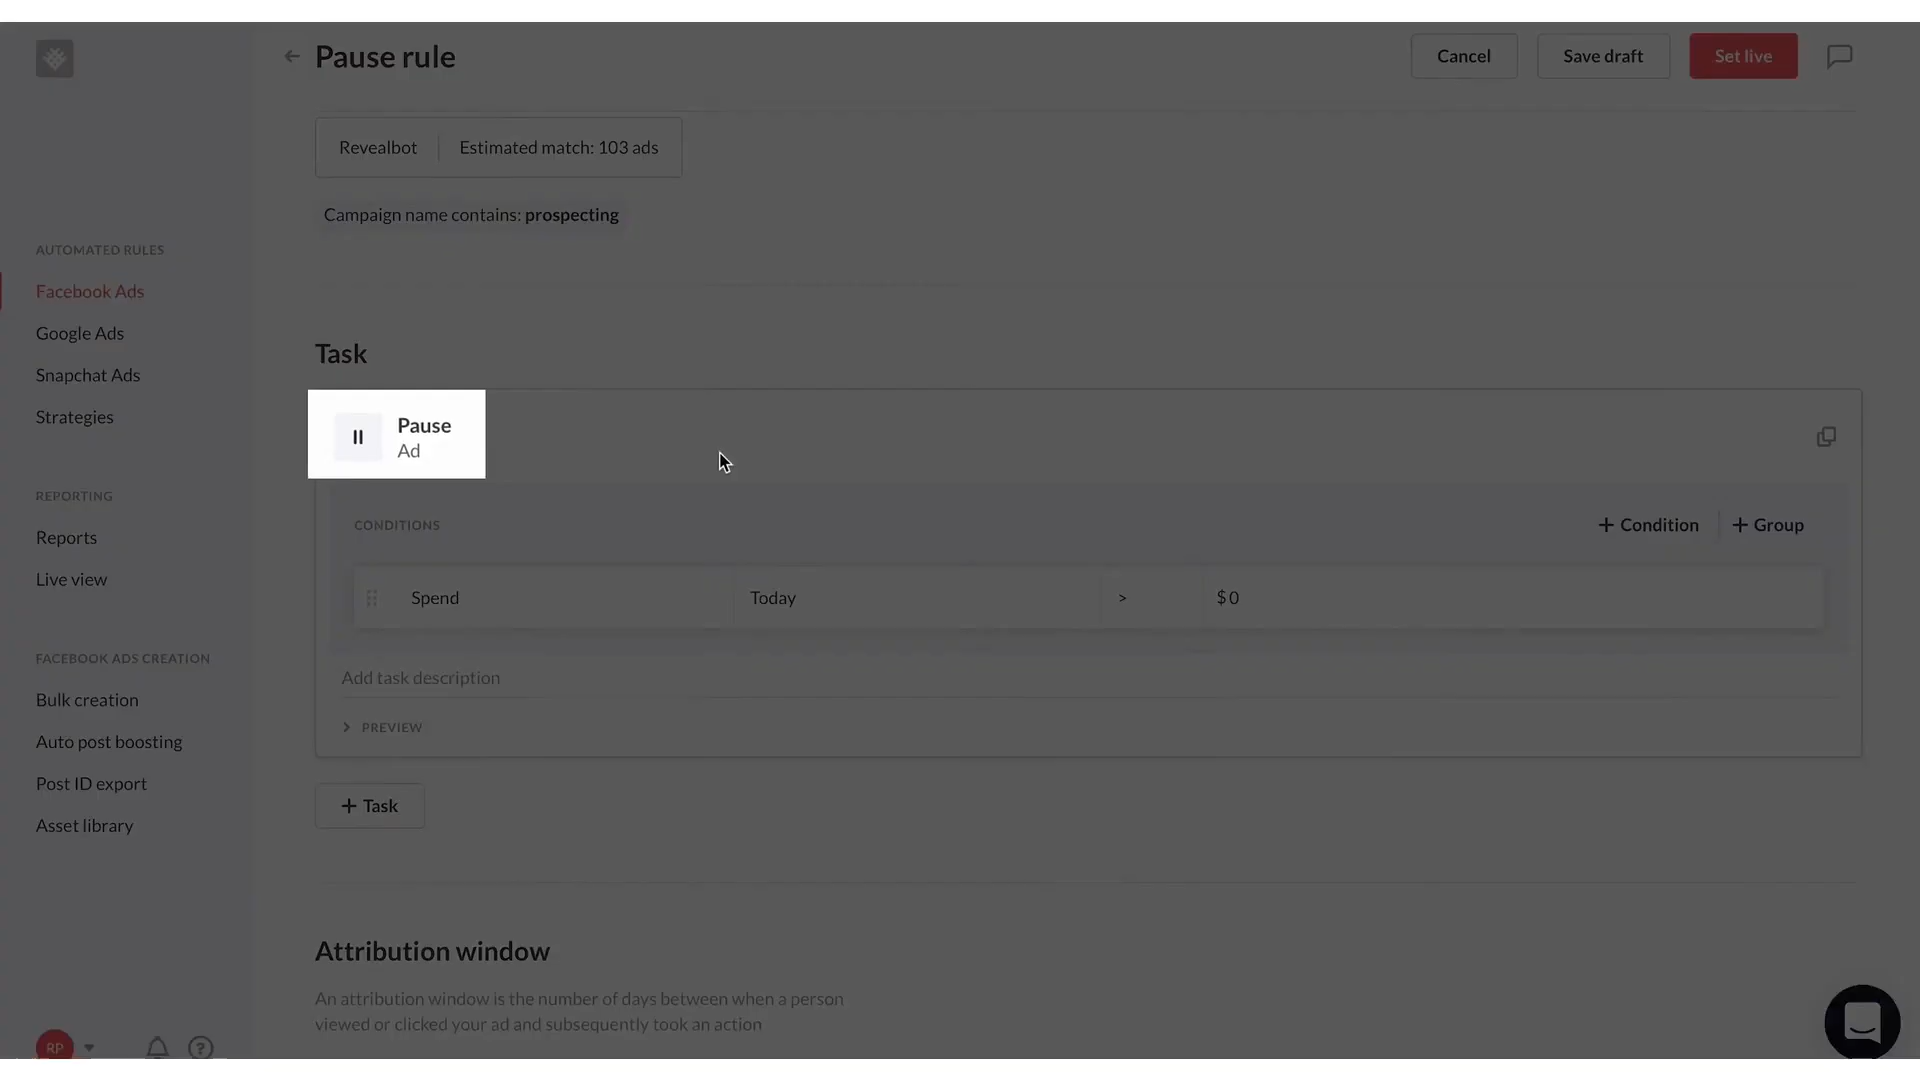 Pause rule
Cancel
Save draft
Set live
Revealbot
Estimated match: 103 ads
Campaign name contains: prospecting
AUTOMATED RULES
Facebook Ads
Google Ads
Snapchat Ads
Strategies
REPORTING
Reports
Live view
FACEBOOK ADS CREATION
Bulk creation
Auto post boosting
Post ID export
Asset library
RP
?
Task
Pause
Ad
CONDITIONS
+ Condition
+ Group
Spend
Today
>
$0
Add task description
> PREVIEW
+ Task
Attribution window
An attribution window is the number of days between when a person
viewed or clicked your ad and subsequently took an action